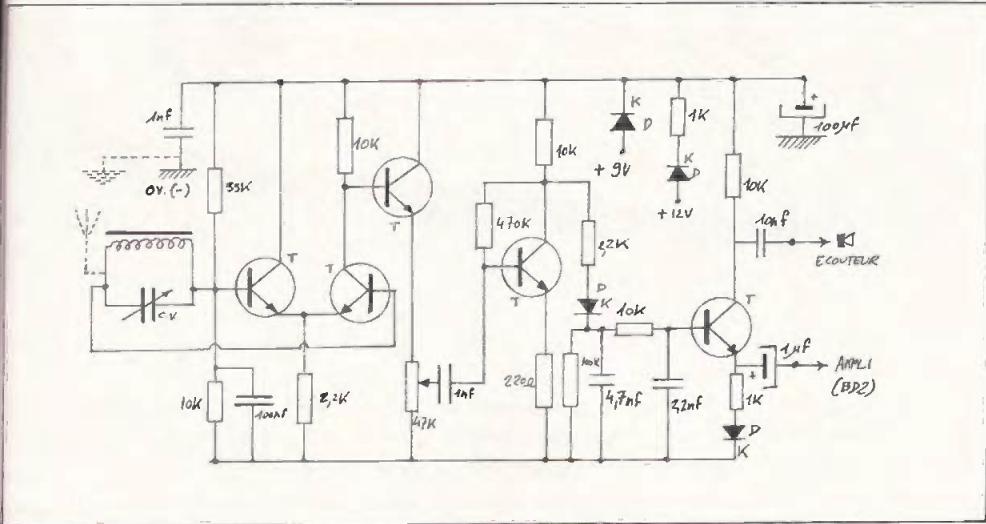 1nf
0V. (-)
33K
CV
10K
100nf
2,2K
T
T
10K
T
47K
1nf
470K
T
10K
2,2K
D
K
220Ω
10K
4,7nf
2,2nf
K
D
+ 9V
1K
K
D
+ 12V
10K
10nf
ECOUTEUR
T
+
1µf
AMPLI
(BD2)
1K
D
K
+
100µf